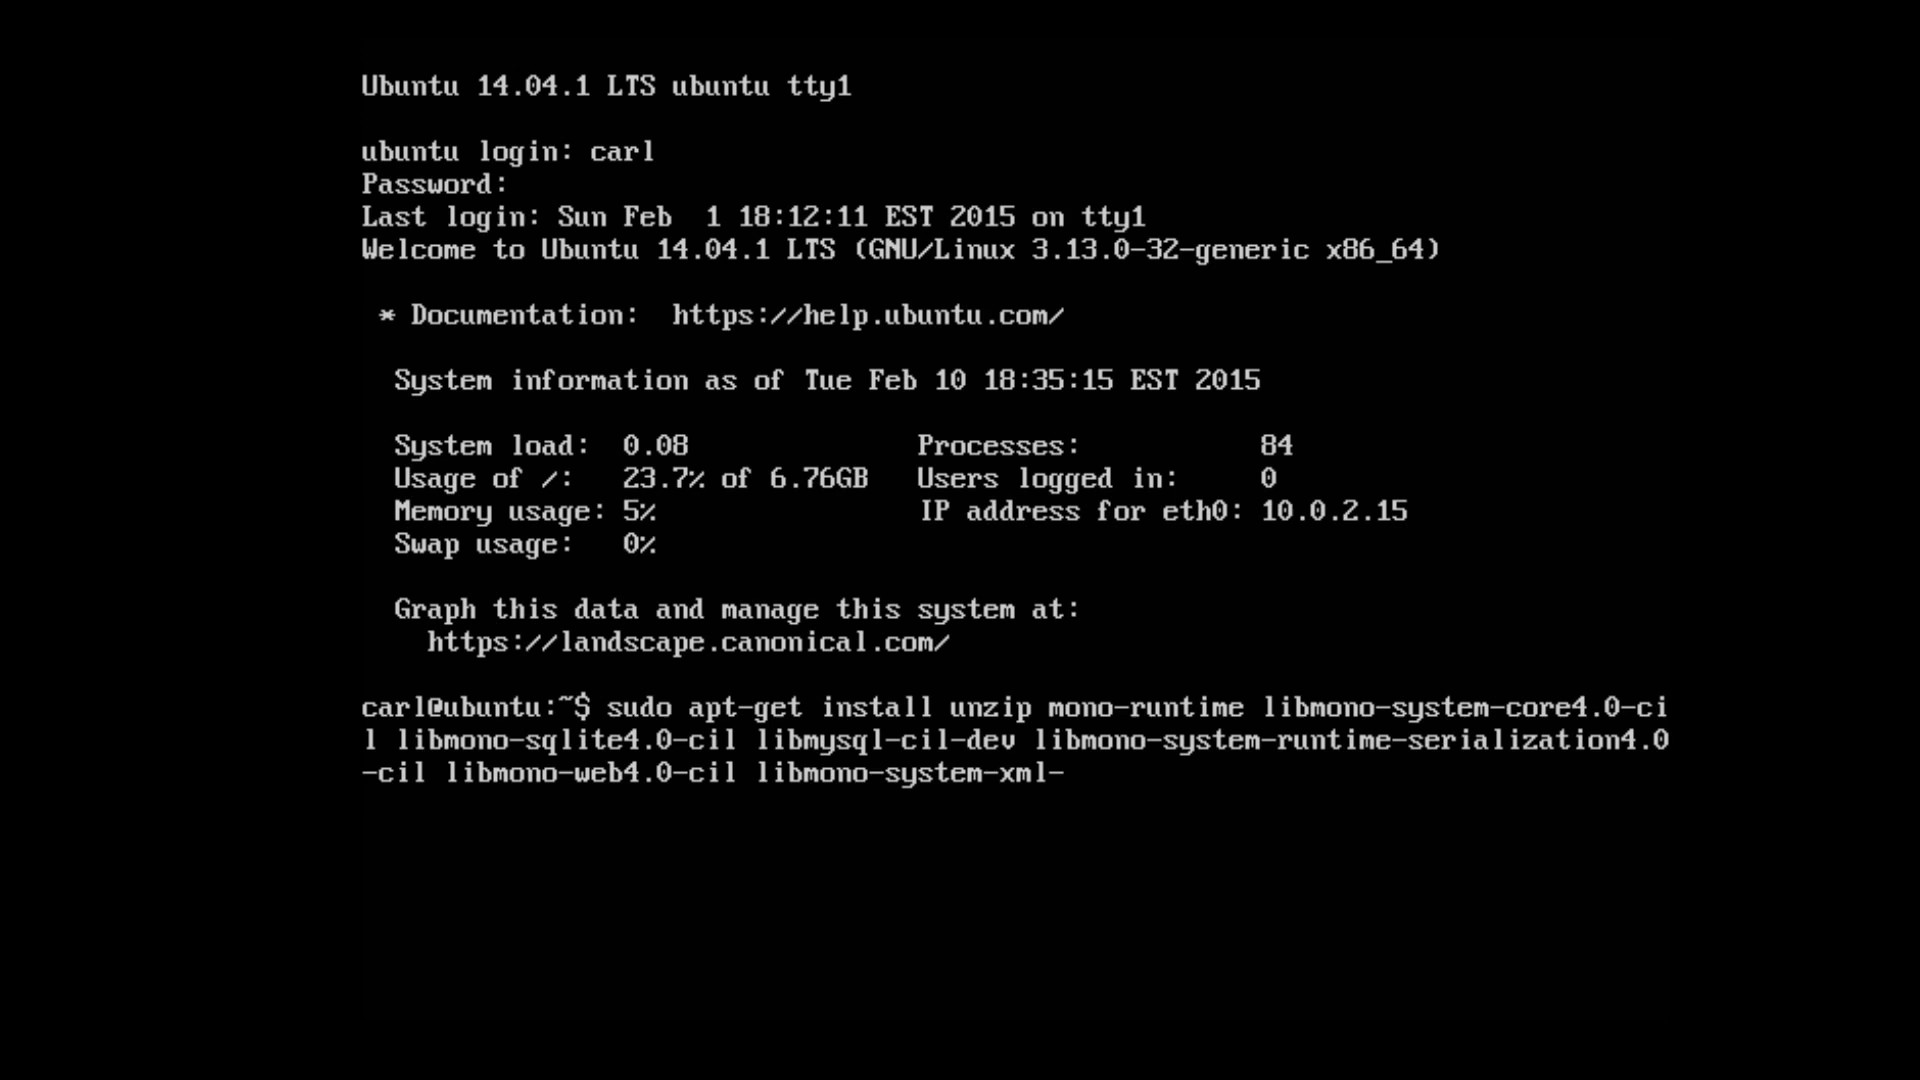 Ubuntu 14.04.1 LTS ubuntu tty1
ubuntu login: carl
Password:
Last login: Sun Feb  1 18:12:11 EST 2015 on tty1
Welcome to Ubuntu 14.04.1 LTS (GNU/Linux 3.13.0-32-generic x86_64)
* Documentation:  https://help.ubuntu.com/
System information as of Tue Feb 10 18:35:15 EST 2015
System load:  0.08              Processes:           84
Usage of /:   23.7% of 6.76GB   Users logged in:     0
Memory usage: 5%                IP address for eth0: 10.0.2.15
Swap usage:   0%
Graph this data and manage this system at:
https://landscape.canonical.com/
carl@ubuntu:~$ sudo apt-get install unzip mono-runtime libmono-system-core4.0-ci
l libmono-sqlite4.0-cil libmysql-cil-dev libmono-system-runtime-serialization4.0
-cil libmono-web4.0-cil libmono-system-xml-